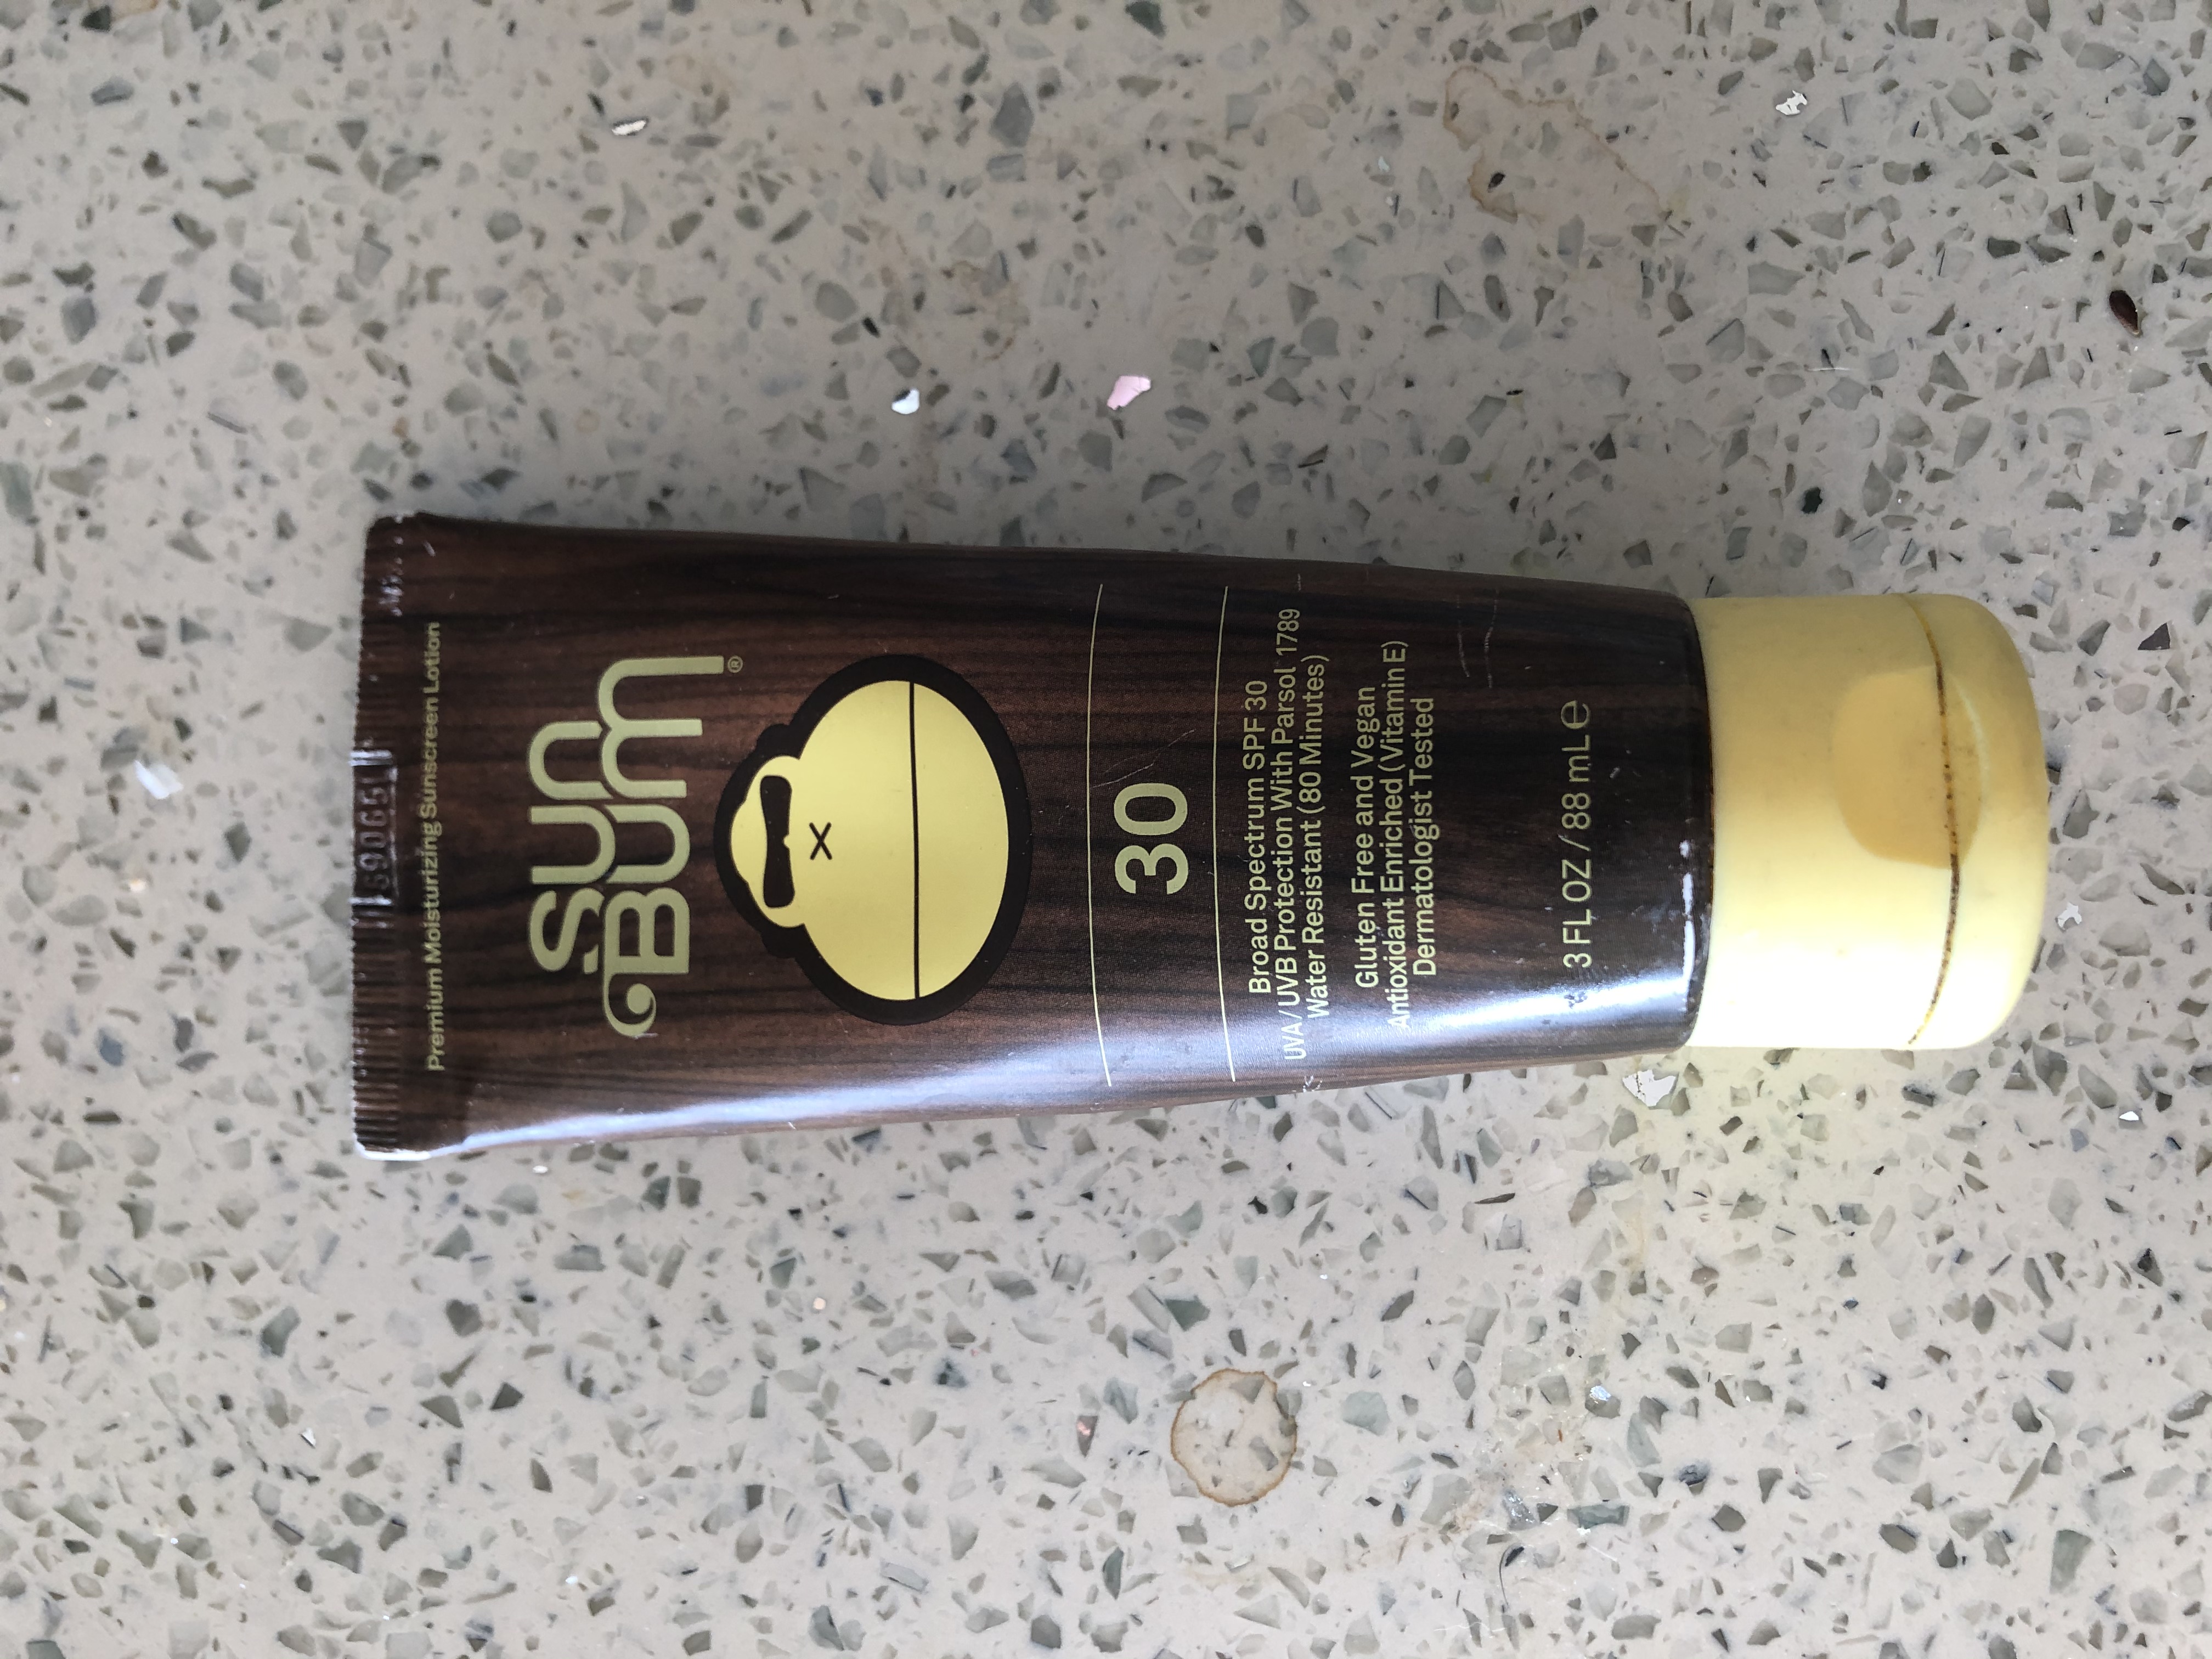 Premium Moisturizing Sunscreen Lotion
sun
Bum®
30
Broad Spectrum SPF 30
UVA/UVB Protection With Parsol 1789
Water Resistant (80 Minutes)
Gluten Free and Vegan
Antioxidant Enriched (Vitamin E)
Dermatologist Tested
3 FL OZ / 88 mL ℮